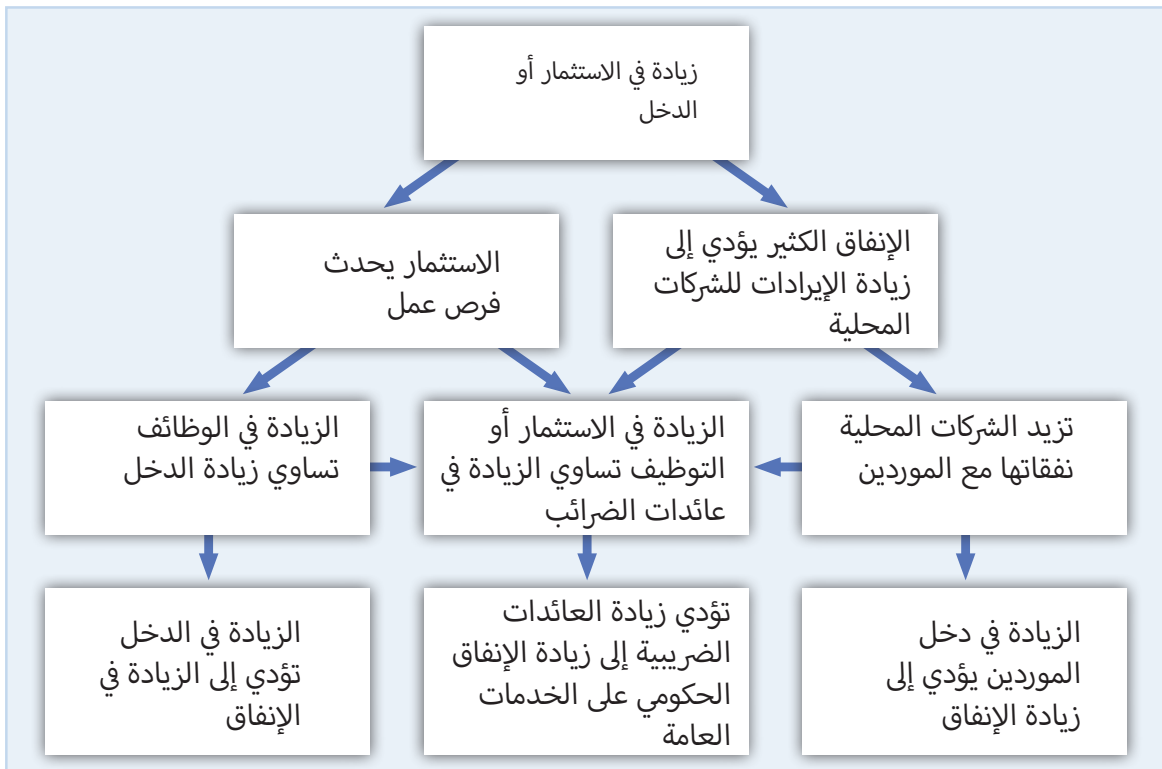 زيادة في الاستثمار أو
الدخل
الإنفاق الكثير يؤدي إلى
زيادة الإيرادات للشركات
المحلية
الاستثمار يحدث
فرص عمل
تزيد الشركات المحلية
نفقاتها مع الموردين
الزيادة في الاستثمار أو
التوظيف تساوي الزيادة في
عائدات الضرائب
الزيادة في الوظائف
تساوي زيادة الدخل
الزيادة في دخل
الموردين يؤدي إلى
زيادة الإنفاق
تؤدي زيادة العائدات
الضريبية إلى زيادة الإنفاق
الحكومي على الخدمات
العامة
الزيادة في الدخل
تؤدي إلى الزيادة في
الإنفاق